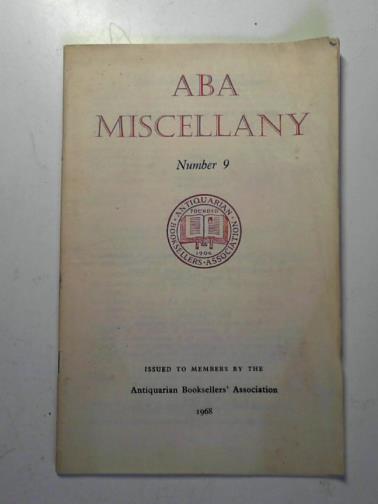 ABA
MISCELLANY
Number 9
ANTIQUARIAN BOOKSELLERS · ASSOCIATION
FOUNDED
1906
ISSUED TO MEMBERS BY THE
Antiquarian Booksellers' Association
1968